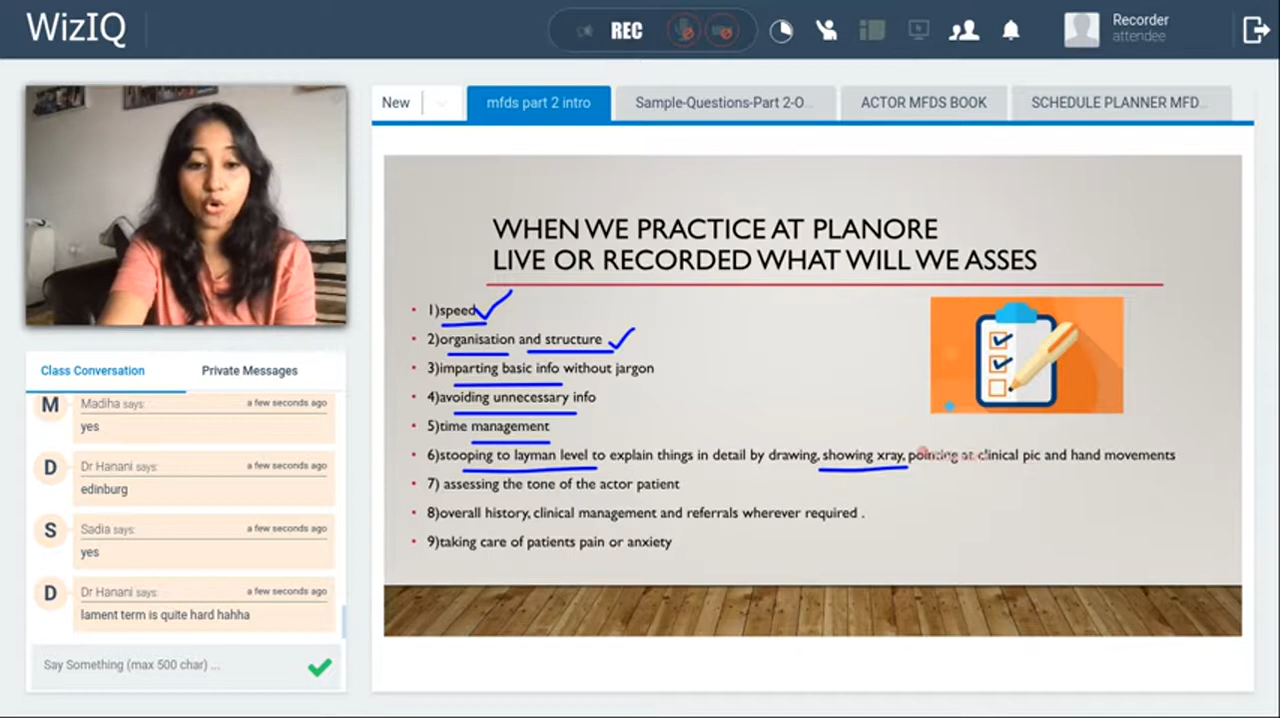 WizIQ
REC
Recorder
attendee
New
mfds part 2 intro
Sample-Questions-Part 2-O...
ACTOR MFDS BOOK
SCHEDULE PLANNER MFD...
WHEN WE PRACTICE AT PLANORE
LIVE OR RECORDED WHAT WILL WE ASSES
1)speed
2)organisation and structure
3)imparting basic info without jargon
4)avoiding unnecessary info
5)time management
6)stooping to layman level to explain things in detail by drawing, showing xray, pointing at clinical pic and hand movements
7) assessing the tone of the actor patient
8)overall history, clinical management and referrals wherever required .
9)taking care of patients pain or anxiety
Class Conversation
Private Messages
M
Madiha says:
a few seconds ago
yes
D
Dr Hanani says:
a few seconds ago
edinburg
S
Sadia says:
a few seconds ago
yes
D
Dr Hanani says:
a few seconds ago
lament term is quite hard hahha
Say Something (max 500 char) ...